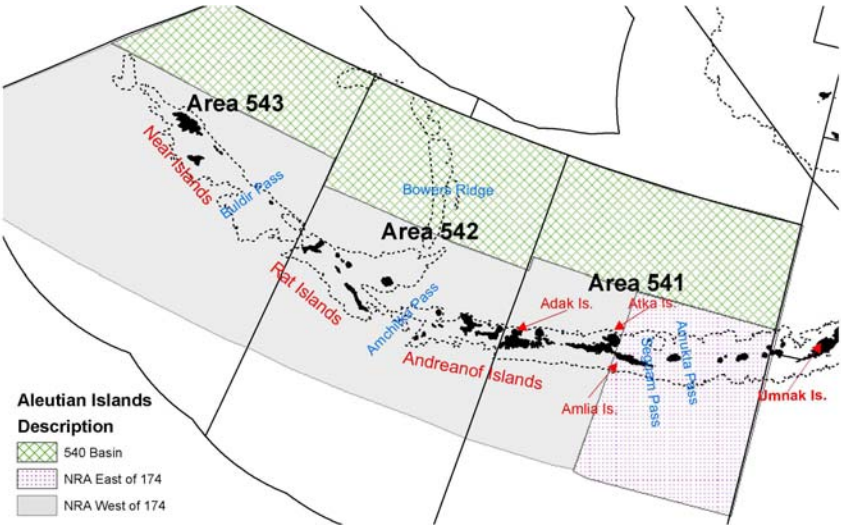 Area 543
Near Islands
Buldir Pass
Bowers Ridge
Area 542
Rat Islands
Amchitka Pass
Area 541
Adak Is.
Atka Is.
Andreanof Islands
Seguam Pass
Amukta Pass
Amlia Is.
Umnak Is.
Aleutian Islands
Description
540 Basin
NRA East of 174
NRA West of 174